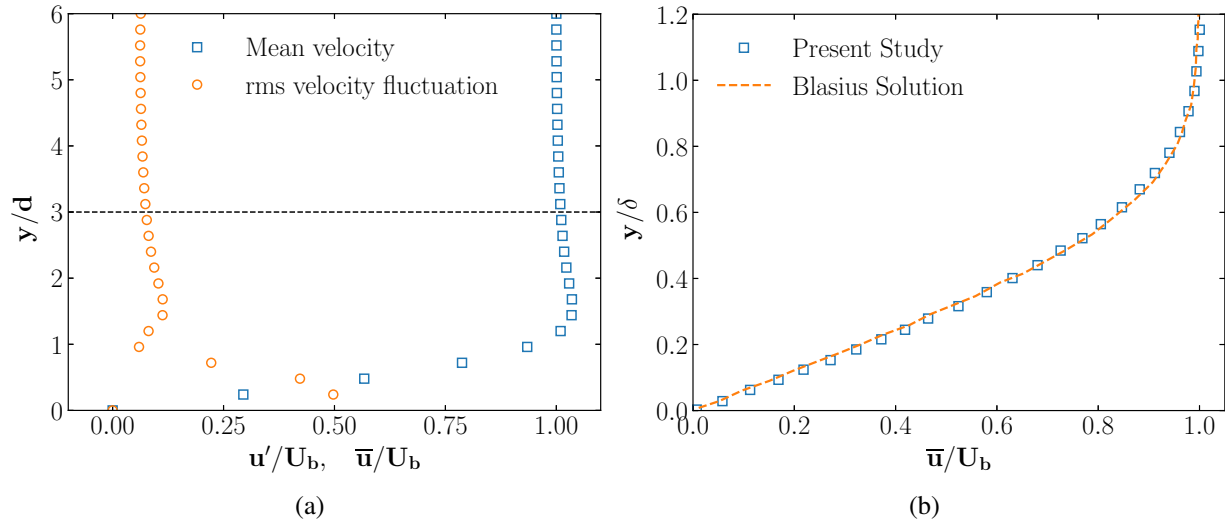 6
5
4
3
2
1
0
y/d
Mean velocity
rms velocity fluctuation
0.00 0.25 0.50 0.75 1.00
u′/U_b, u̅/U_b
(a)
1.2
1.0
0.8
0.6
0.4
0.2
0.0
y/δ
Present Study
Blasius Solution
0.0 0.2 0.4 0.6 0.8 1.0
u̅/U_b
(b)